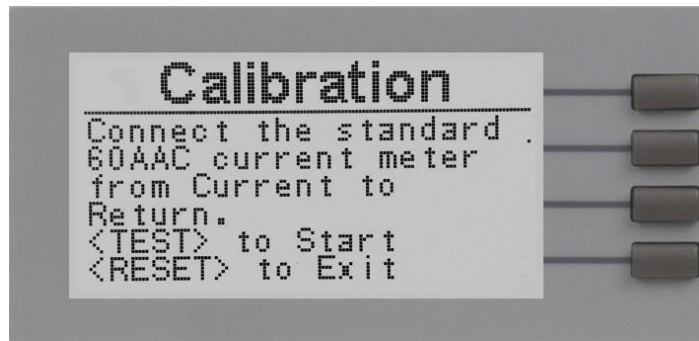 Calibration
Connect the standard
60AAC current meter
from Current to
Return.
<TEST> to Start
<RESET> to Exit